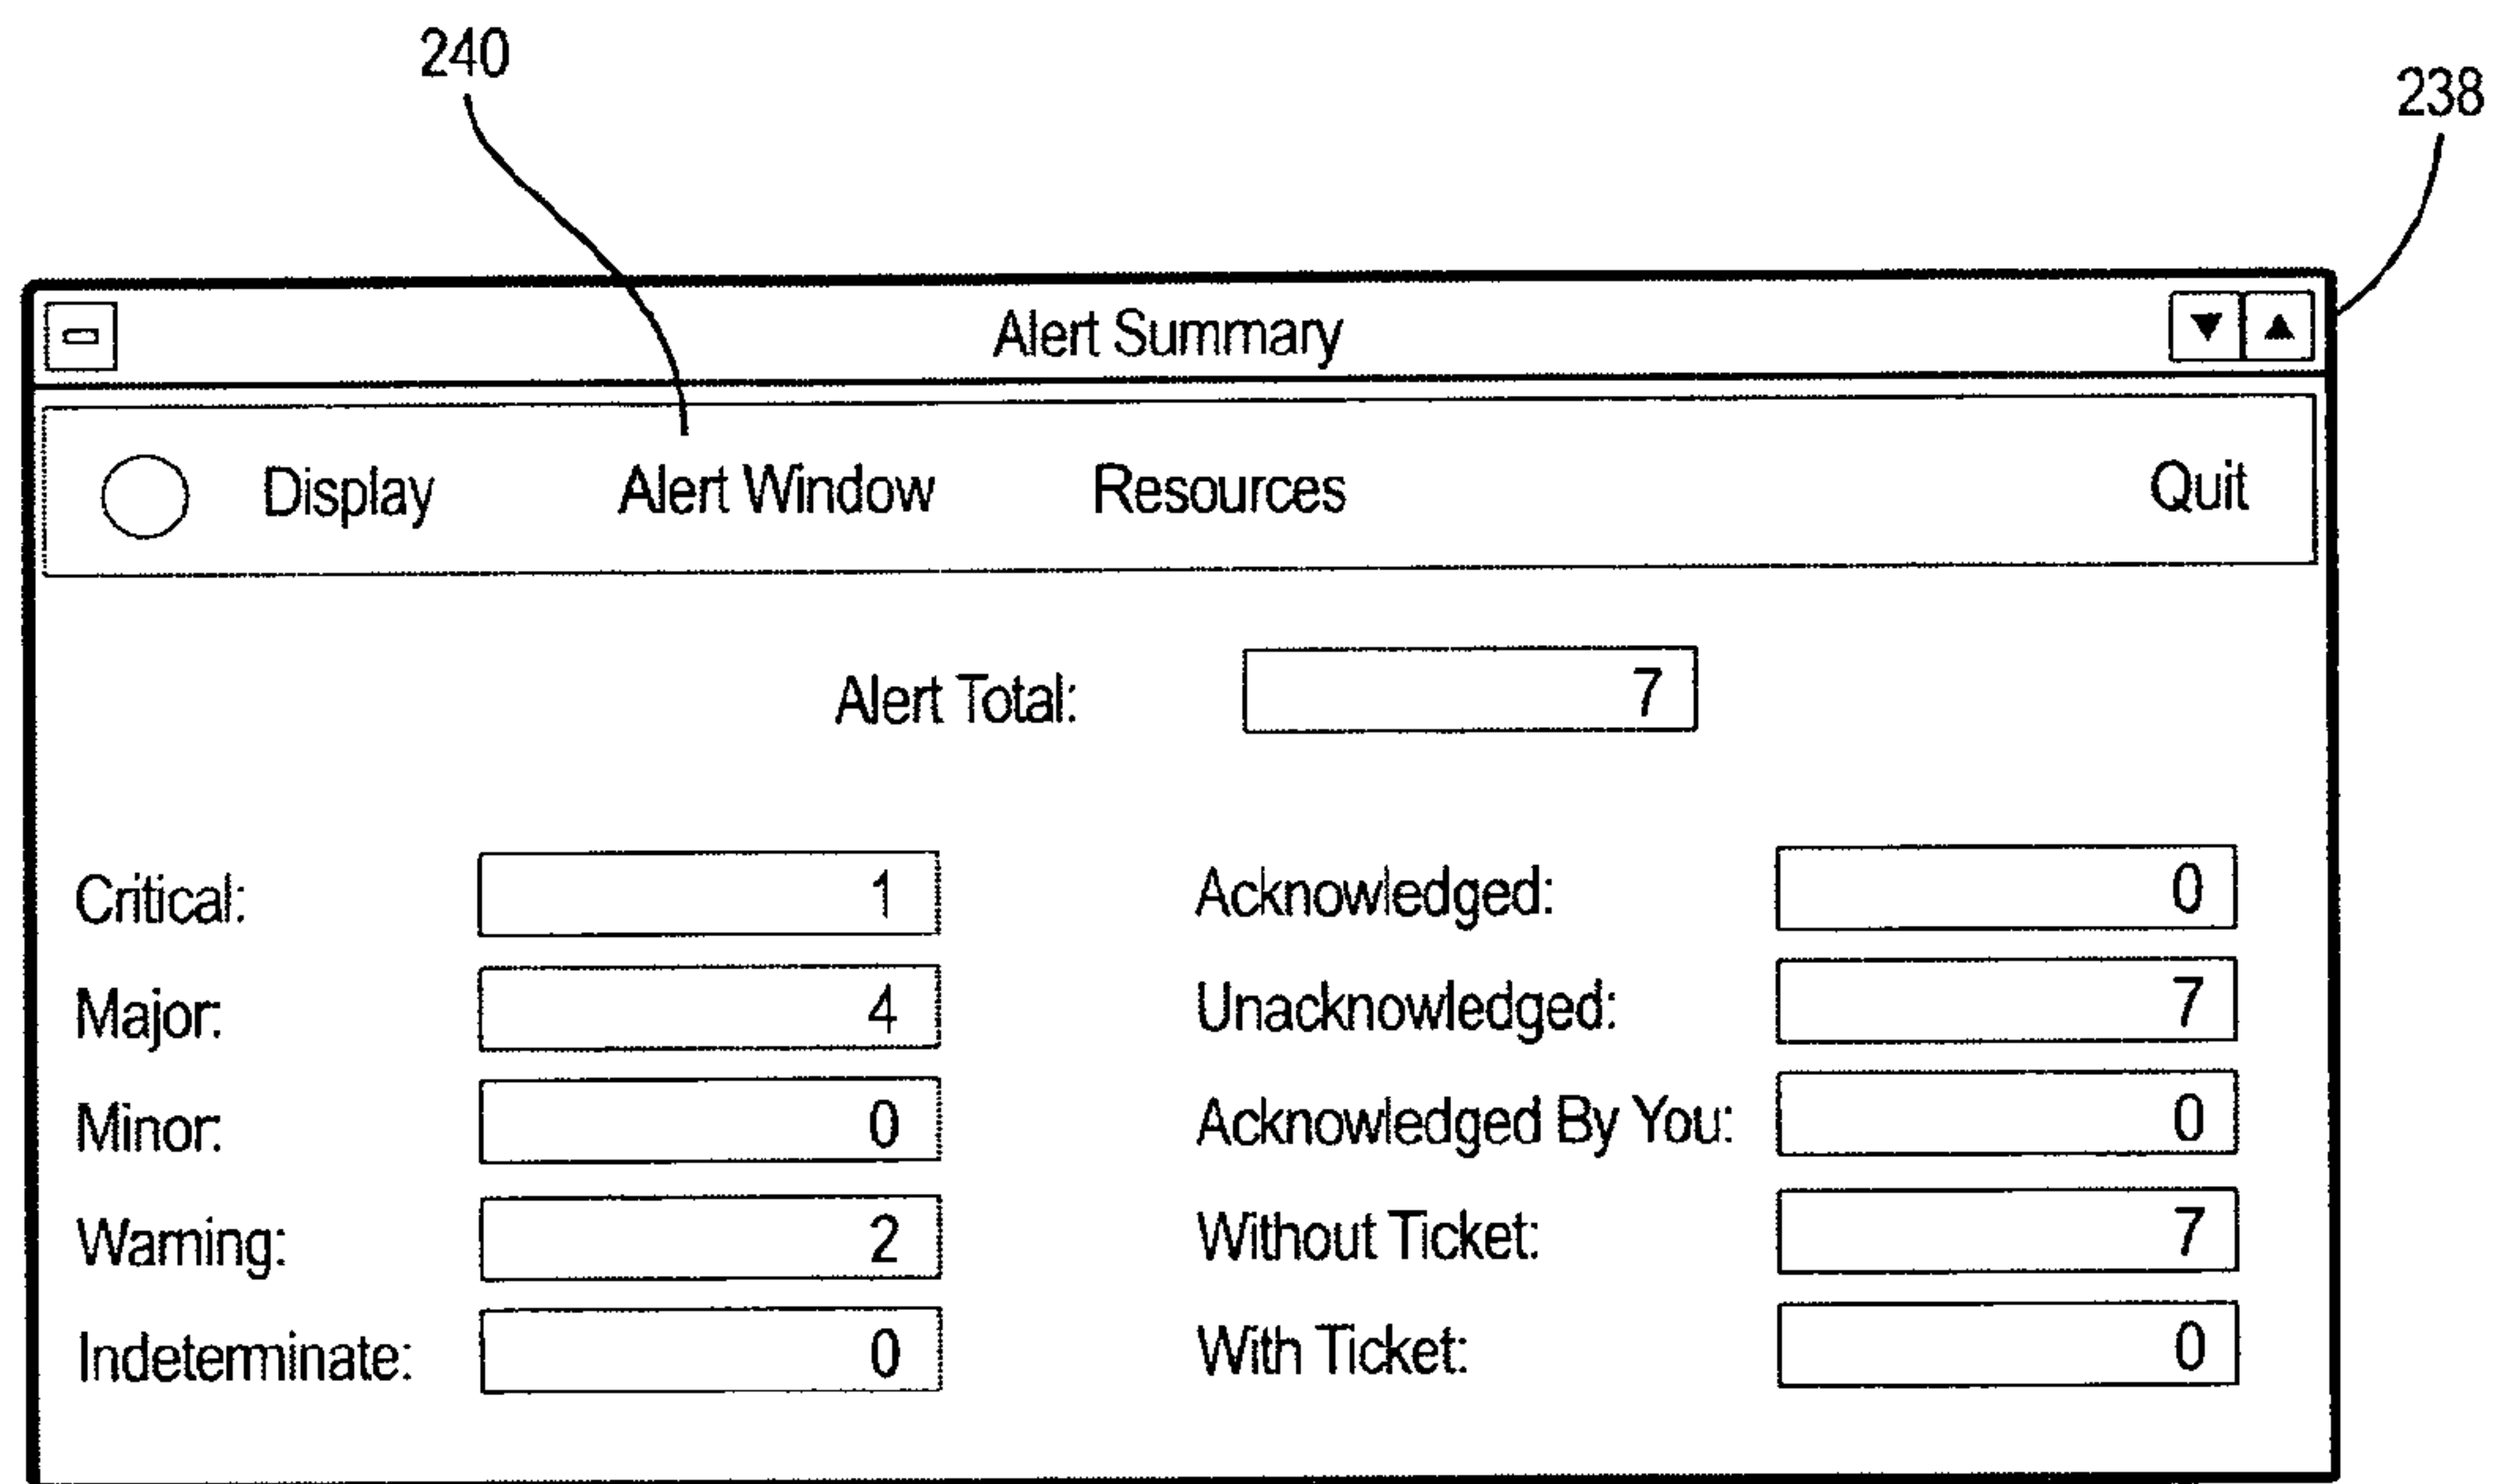 240
238
Alert Summary
Display Alert Window Resources Quit
Alert Total: 7
Critical: 1 Acknowledged: 0
Major: 4 Unacknowledged: 7
Minor: 0 Acknowledged By You: 0
Warning: 2 Without Ticket: 7
Indeterminate: 0 With Ticket: 0